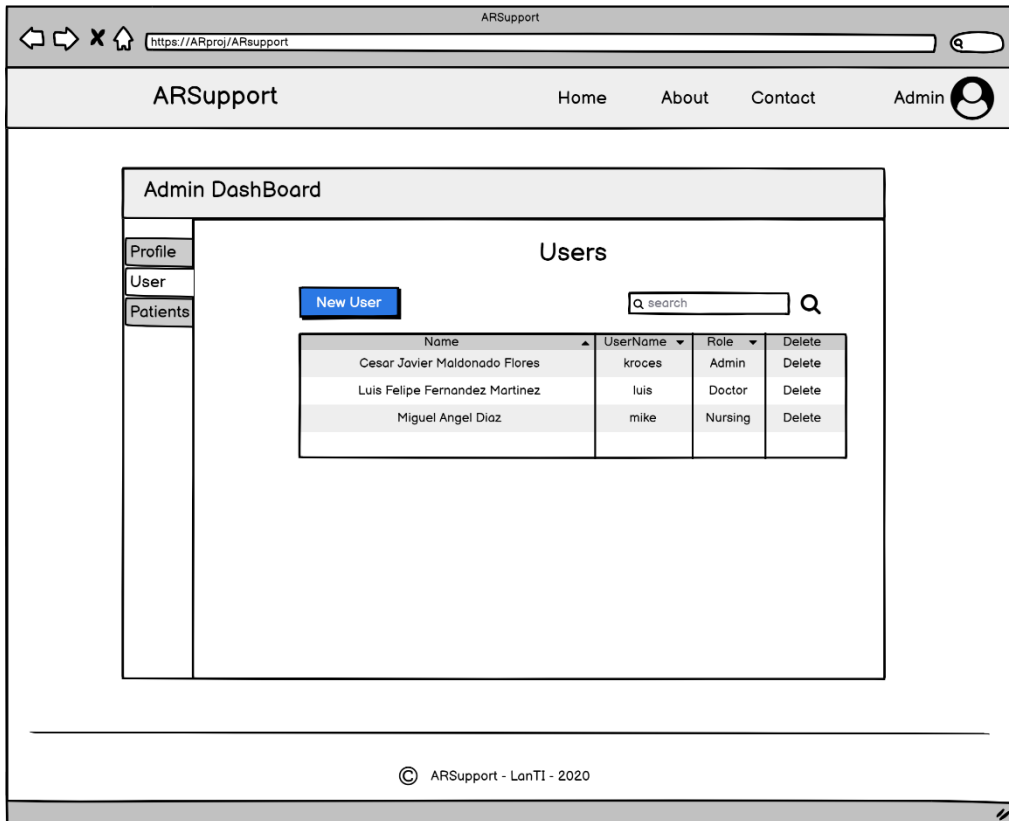 ARSupport
https://ARproj/ARsupport
ARSupport Home About Contact Admin
Admin DashBoard
Profile
User
Patients
Users
New User search
Name UserName Role Delete
Cesar Javier Maldonado Flores kroces Admin Delete
Luis Felipe Fernandez Martinez luis Doctor Delete
Miguel Angel Diaz mike Nursing Delete
© ARSupport - LanTI - 2020